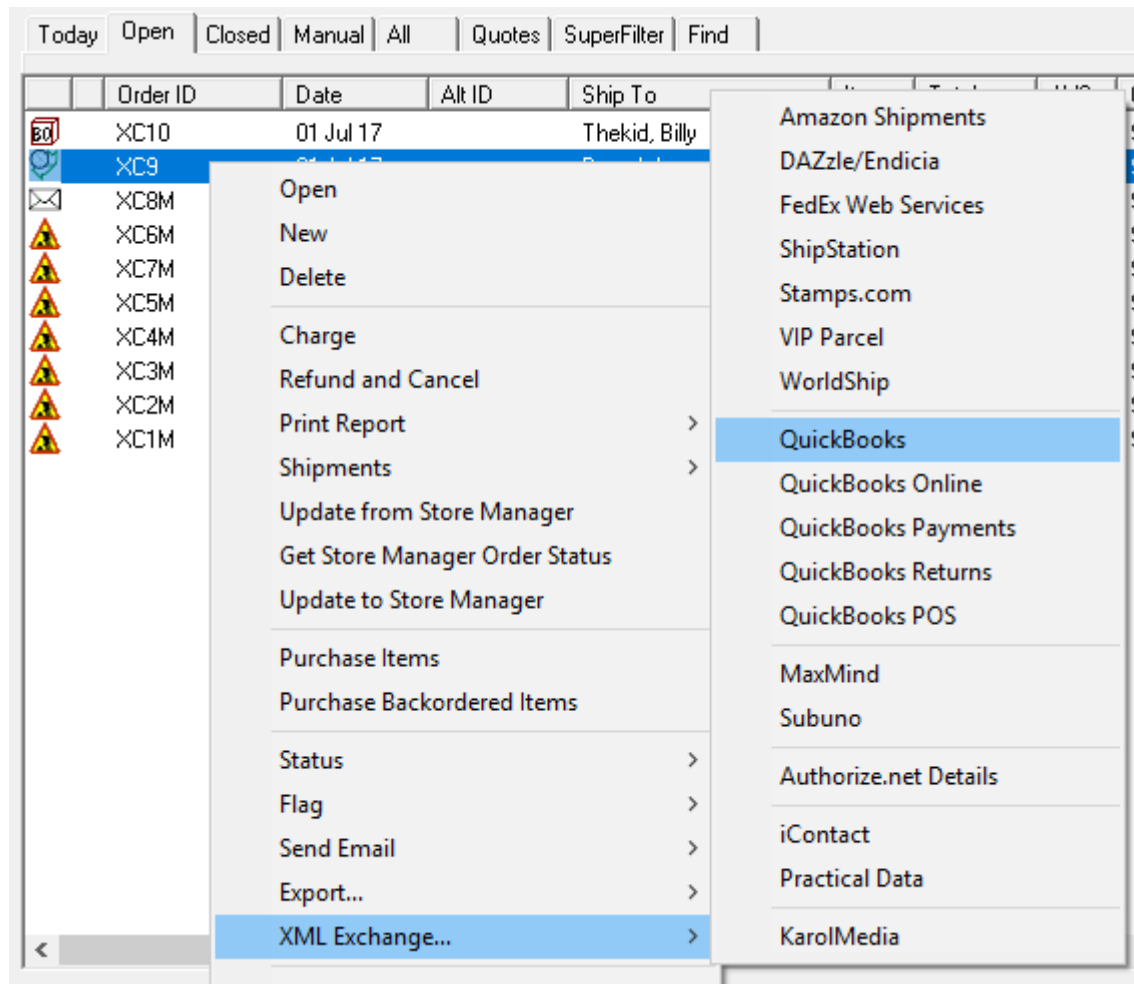 Today Open Closed Manual All Quotes SuperFilter Find
Order ID Date Alt ID Ship To
BO XC10 01 Jul 17 Thekid, Billy
XC9
XC8M
XC6M
XC7M
XC5M
XC4M
XC3M
XC2M
XC1M
Open
New
Delete
Charge
Refund and Cancel
Print Report
Shipments
Update from Store Manager
Get Store Manager Order Status
Update to Store Manager
Purchase Items
Purchase Backordered Items
Status
Flag
Send Email
Export...
XML Exchange...
Amazon Shipments
DAZzle/Endicia
FedEx Web Services
ShipStation
Stamps.com
VIP Parcel
WorldShip
QuickBooks
QuickBooks Online
QuickBooks Payments
QuickBooks Returns
QuickBooks POS
MaxMind
Subuno
Authorize.net Details
iContact
Practical Data
KarolMedia